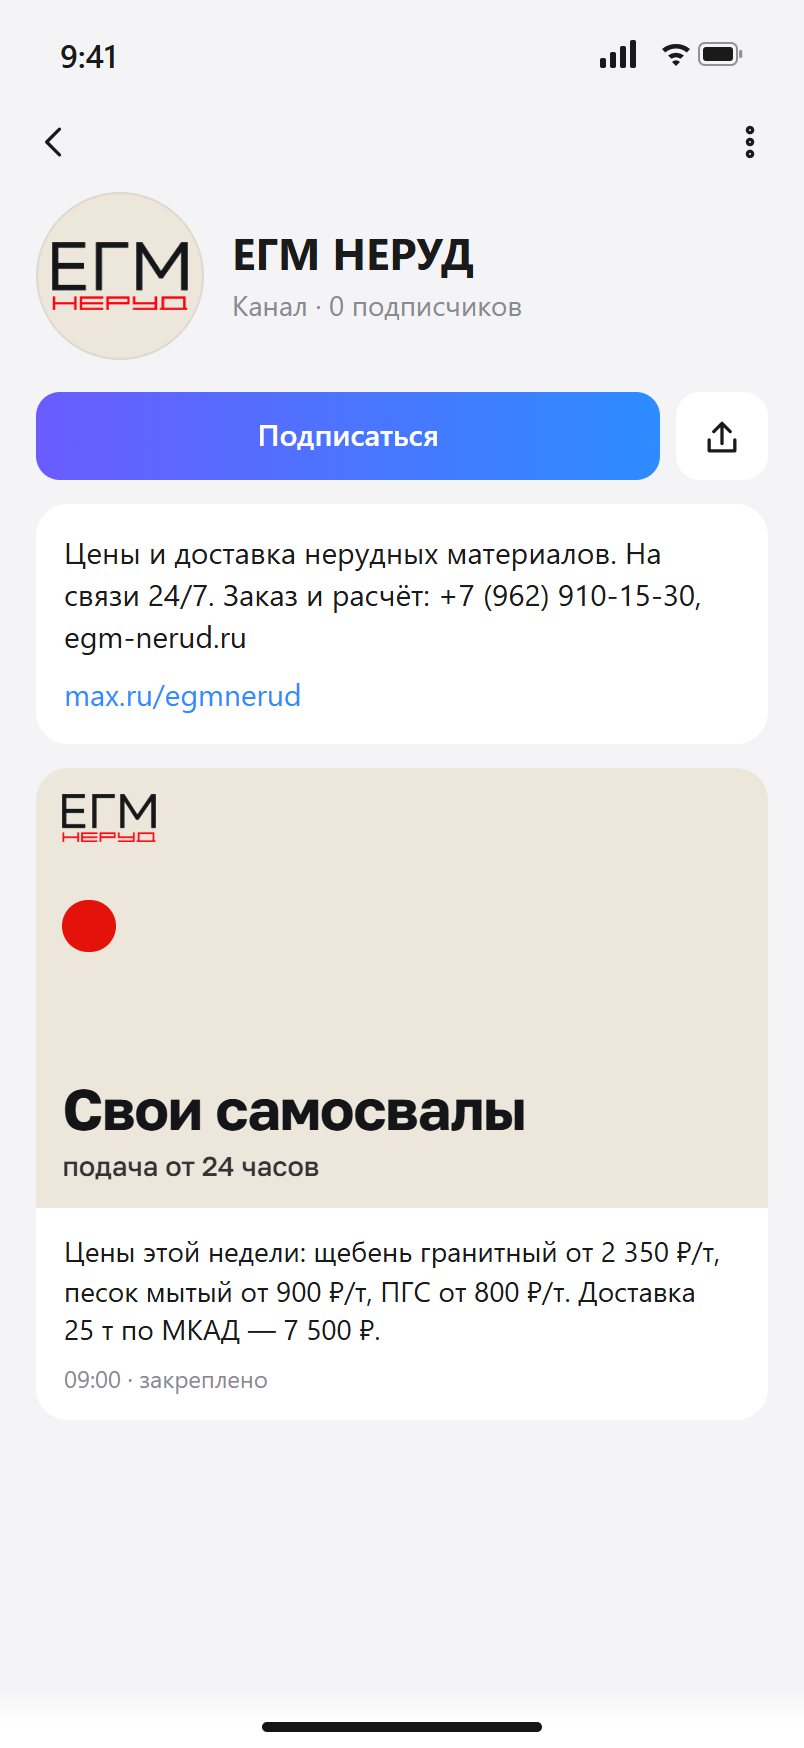 9:41
ЕГМ
НЕРУД
ЕГМ НЕРУД
Канал · 0 подписчиков
Подписаться
Цены и доставка нерудных материалов. На
связи 24/7. Заказ и расчёт: +7 (962) 910-15-30,
egm-nerud.ru
max.ru/egmnerud
ЕГМ
НЕРУД
Свои самосвалы
подача от 24 часов
Цены этой недели: щебень гранитный от 2 350 ₽/т,
песок мытый от 900 ₽/т, ПГС от 800 ₽/т. Доставка
25 т по МКАД — 7 500 ₽.
09:00 · закреплено